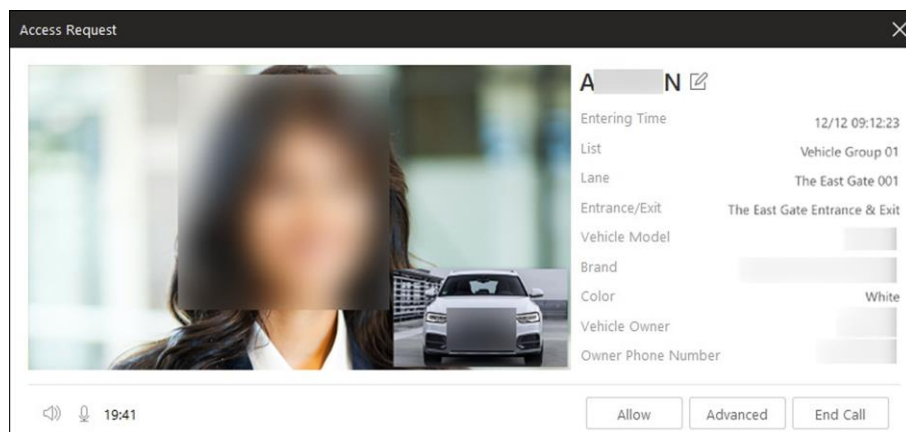 Access Request
A N
Entering Time 12/12 09:12:23
List Vehicle Group 01
Lane The East Gate 001
Entrance/Exit The East Gate Entrance & Exit
Vehicle Model
Brand
Color White
Vehicle Owner
Owner Phone Number
19:41 Allow Advanced End Call